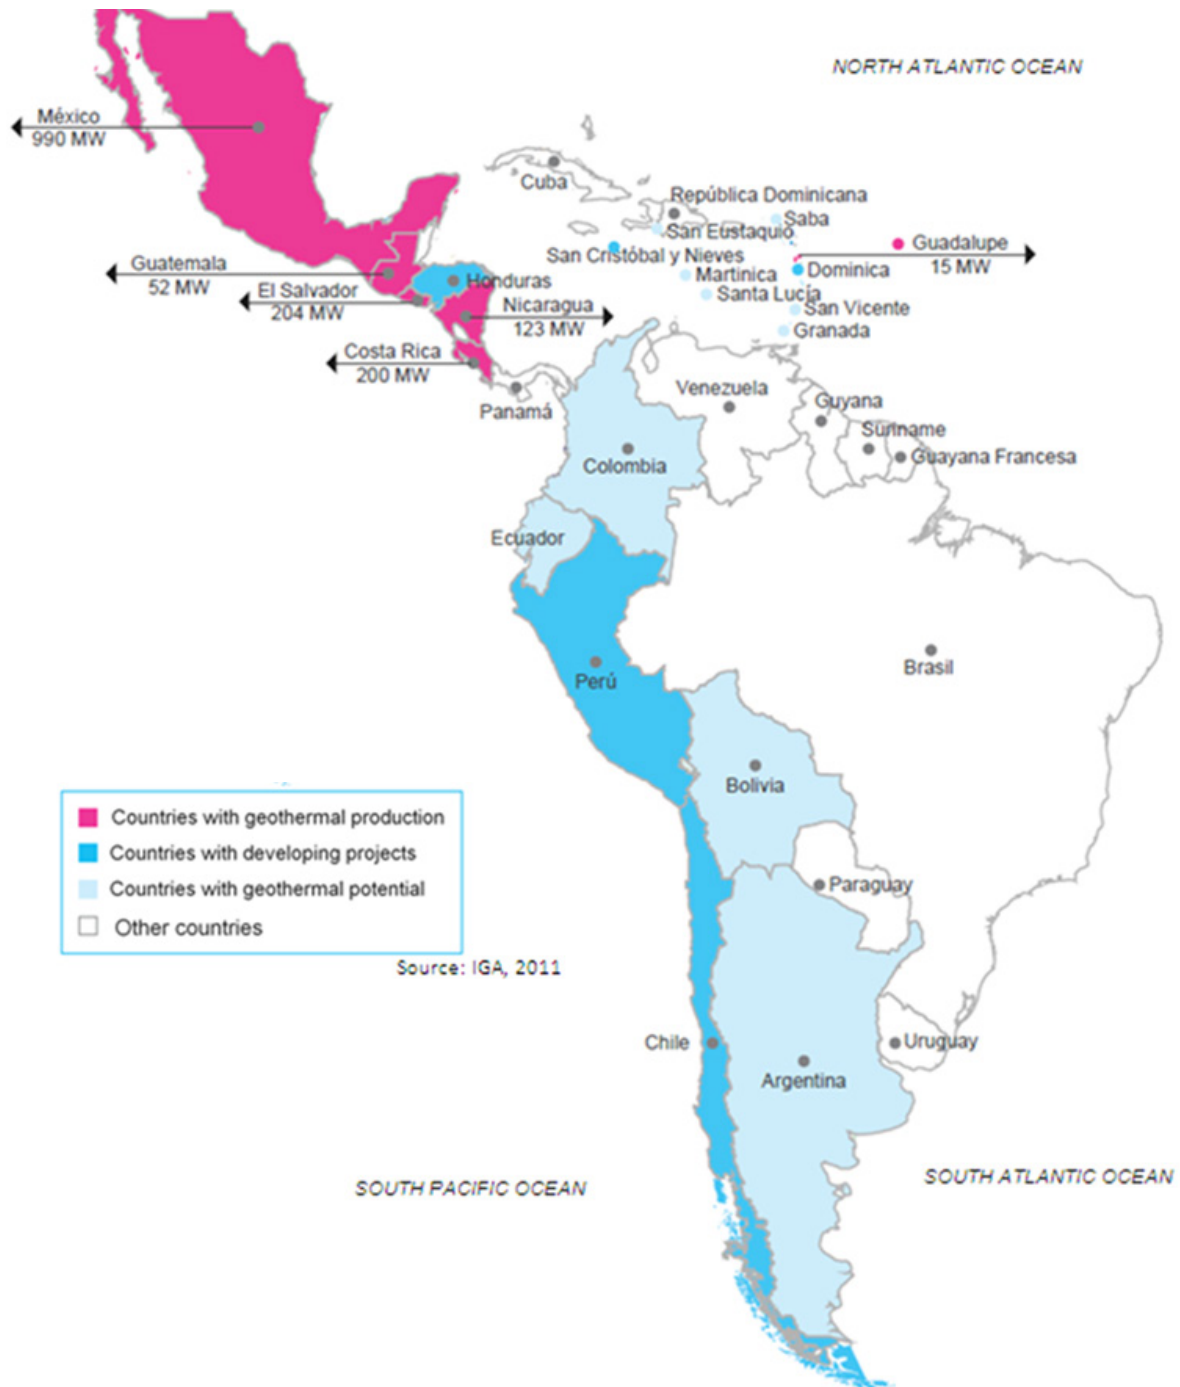 NORTH ATLANTIC OCEAN
México
990 MW
Cuba
República Dominicana
Saba
San Eustaquio
Guadalupe
15 MW
San Cristóbal y Nieves
Guatemala
52 MW
Martinica
Dominica
Honduras
El Salvador
204 MW
Santa Lucía
Nicaragua
123 MW
San Vicente
Granada
Costa Rica
200 MW
Panamá
Venezuela
Guyana
Suriname
Guayana Francesa
Colombia
Ecuador
Brasil
Perú
Bolivia
Countries with geothermal production
Countries with developing projects
Countries with geothermal potential
Other countries
Paraguay
Source: IGA, 2011
Chile
Uruguay
Argentina
SOUTH PACIFIC OCEAN
SOUTH ATLANTIC OCEAN